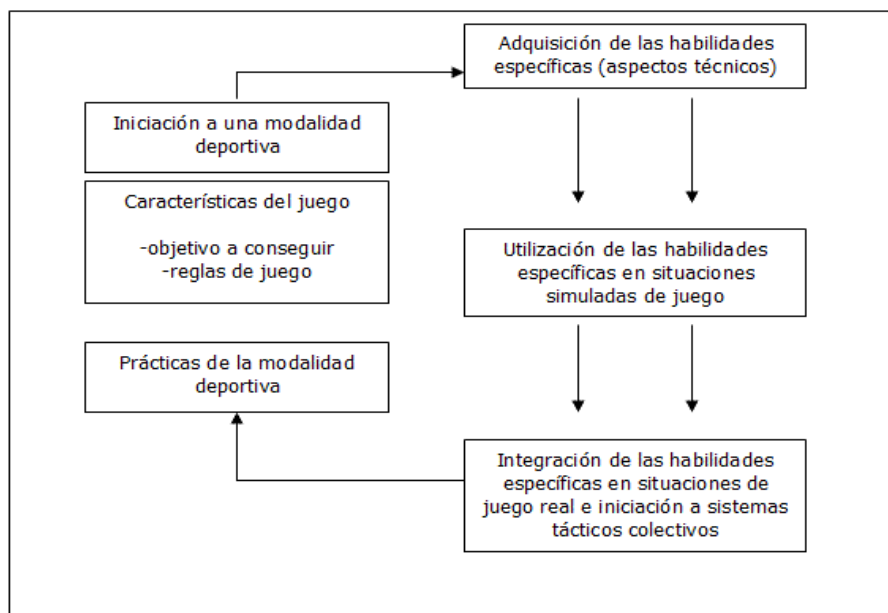 Adquisición de las habilidades
específicas (aspectos técnicos)
Iniciación a una modalidad
deportiva
Característícas del juego
-objetivo a conseguir
-reglas de juego
Utilización de las habilidades
específicas en situaciones
simuladas de juego
Prácticas de la modalidad
deportiva
Integración de las habilidades
específicas en situaciones de
juego real e iniciación a sistemas
tácticos colectivos